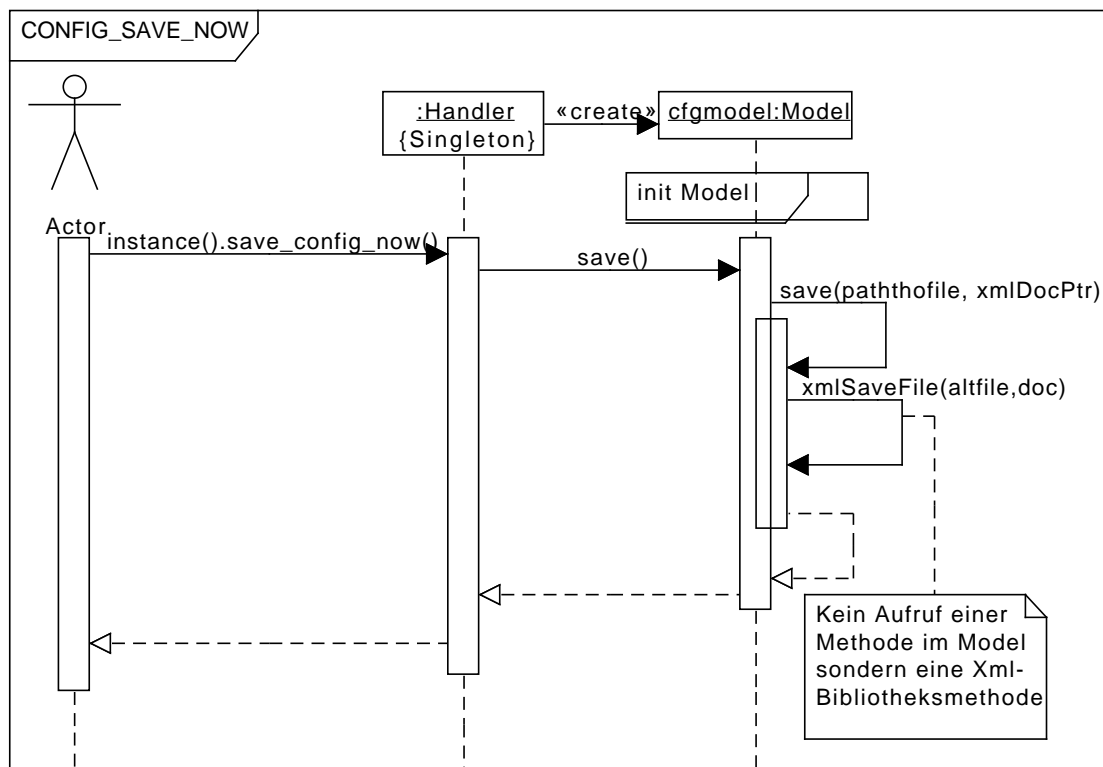 CONFIG_SAVE_NOW
:Handler
{Singleton}
«create»
cfgmodel:Model
init Model
Actor
instance().save_config_now()
save()
save(paththofile, xmlDocPtr)
xmlSaveFile(altfile,doc)
Kein Aufruf einer
Methode im Model
sondern eine Xml-
Bibliotheksmethode